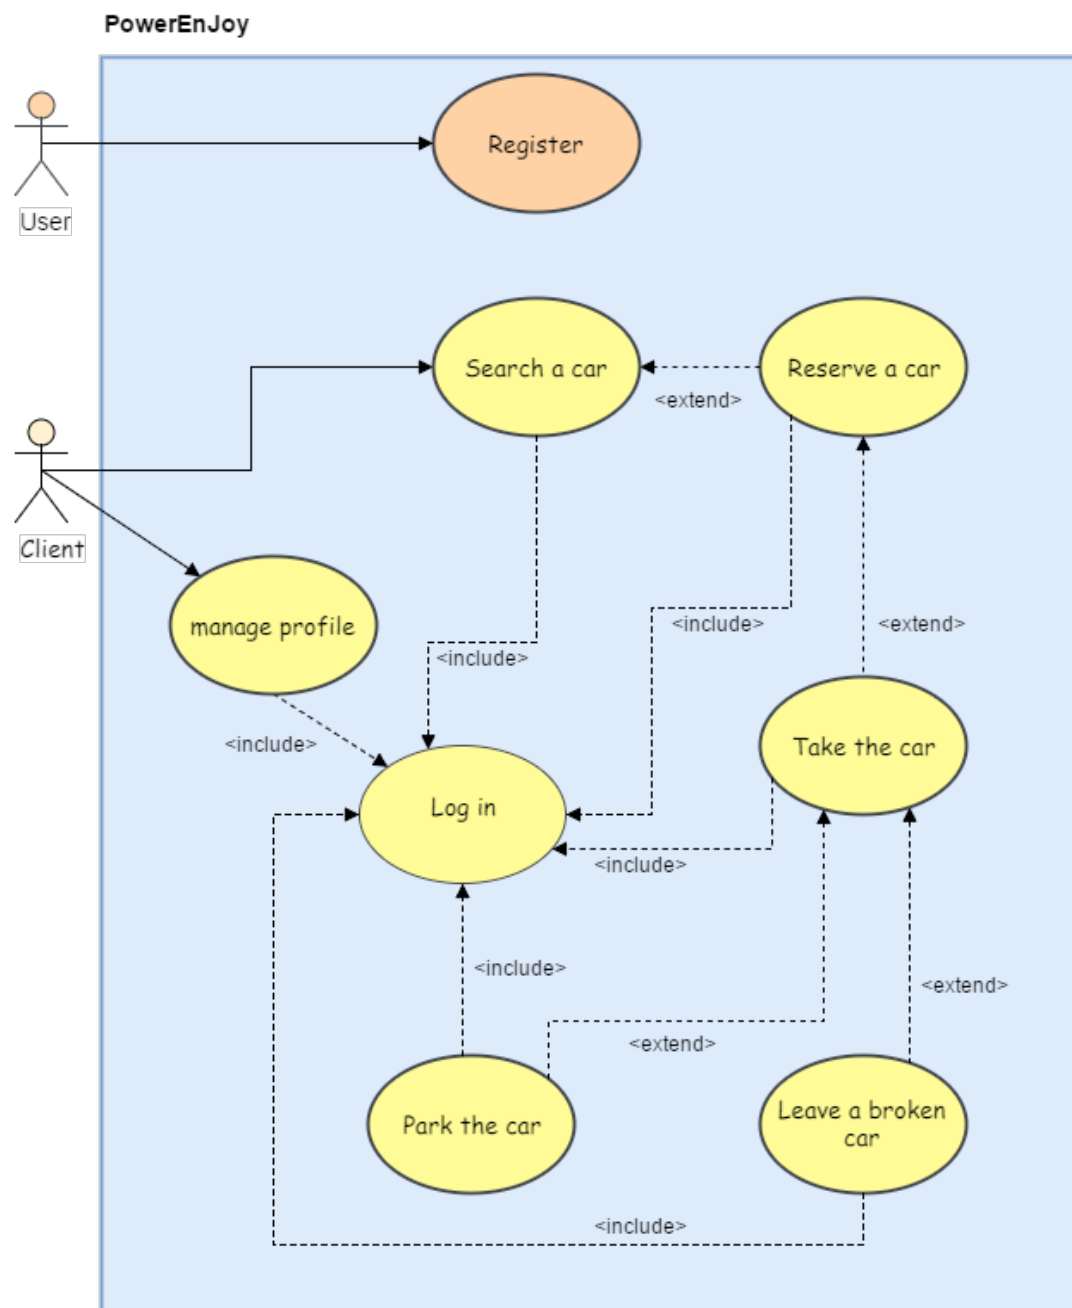 PowerEnJoy
Register
User
Search a car
Reserve a car
<extend>
Client
manage profile
<include>
<extend>
<include>
<include>
Take the car
Log in
<include>
<include>
<extend>
<extend>
Park the car
Leave a broken
car
<include>